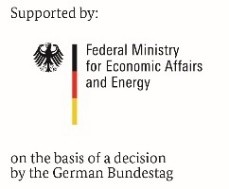 Supported by:
Federal Ministry
for Economic Affairs
and Energy
on the basis of a decision
by the German Bundestag